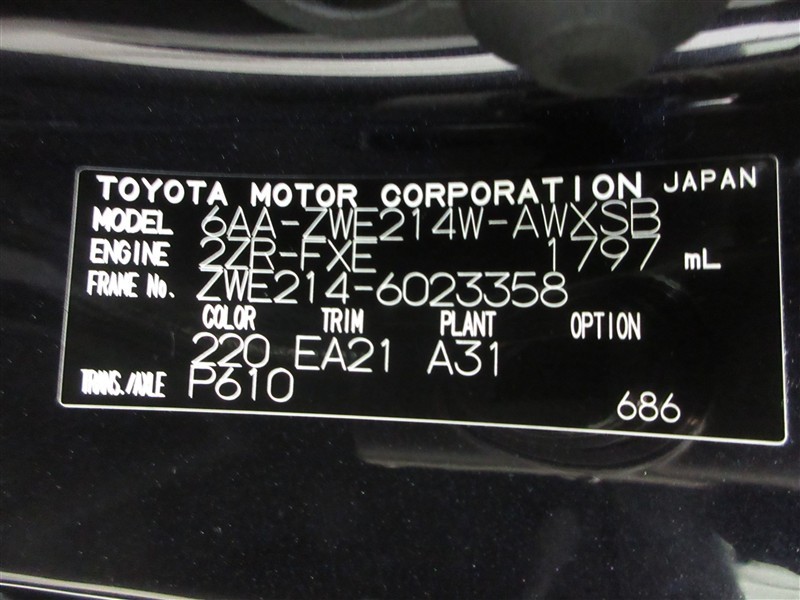 TOYOTA MOTOR CORPORATION JAPAN
MODEL 6AA-ZWE214W-AWXSB
ENGINE 2ZR-FXE 1797 mL
FRAME No. ZWE214-6023358
COLOR TRIM PLANT OPTION
220 EA21 A31
TRANS./AXLE P610
686